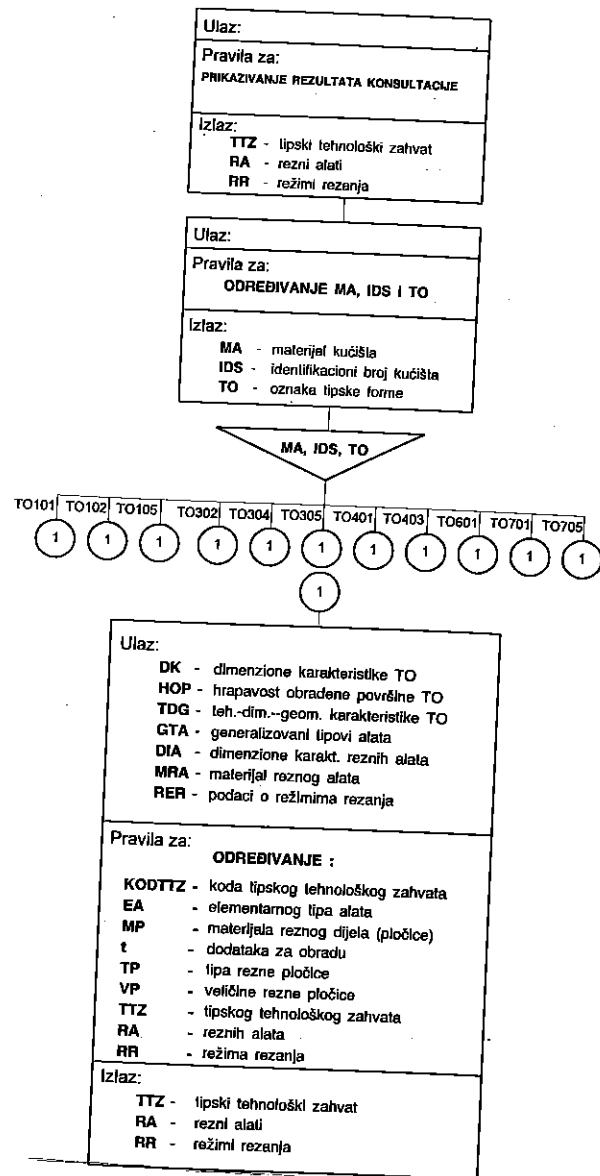 Ulaz:
Pravila za:
PRIKAZIVANJE REZULTATA KONSULTACIJE
Izlaz:
TTZ - tipski tehnološki zahvat
RA - rezni alati
RR - režimi rezanja
Ulaz:
Pravila za:
ODREĐIVANJE MA, IDS I TO
Izlaz:
MA - materijal kućišta
IDS - identifikacioni broj kućišta
TO - oznaka tipske forme
MA, IDS, TO
TO101 TO102 TO105 TO302 TO304 TO305 TO401 TO403 TO601 TO701 TO705
1 1 1 1 1 1 1 1 1 1 1
1
Ulaz:
DK - dimenzione karakteristike TO
HOP - hrapavost obrađene površine TO
TDG - teh.-dim.--geom. karakteristike TO
GTA - generalizovani tipovi alata
DIA - dimenzione karakt. reznih alata
MRA - materijal reznog alata
RER - podaci o režimima rezanja
Pravila za:
ODREĐIVANJE :
KODTTZ - koda tipskog tehnološkog zahvata
EA - elementarnog tipa alata
MP - materijala reznog dijela (pločice)
t - dodataka za obradu
TP - tipa rezne pločice
VP - veličine rezne pločice
TTZ - tipskog tehnološkog zahvata
RA - reznih alata
RR - režima rezanja
Izlaz:
TTZ - tipski tehnološki zahvat
RA - rezni alati
RR - režimi rezanja